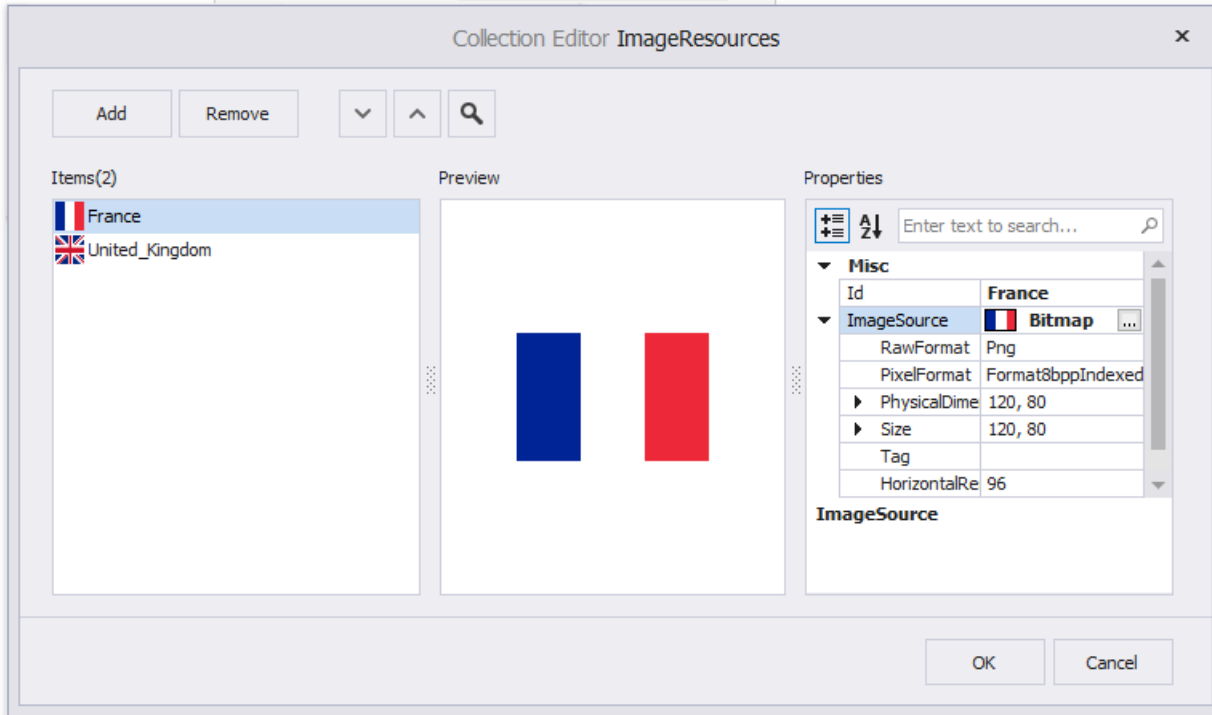 Collection Editor ImageResources
Add Remove
Items(2) Preview Properties
France
United_Kingdom
Enter text to search...
Misc
Id France
ImageSource Bitmap ...
RawFormat Png
PixelFormat Format8bppIndexed
PhysicalDime 120, 80
Size 120, 80
Tag
HorizontalRe 96
ImageSource
OK Cancel